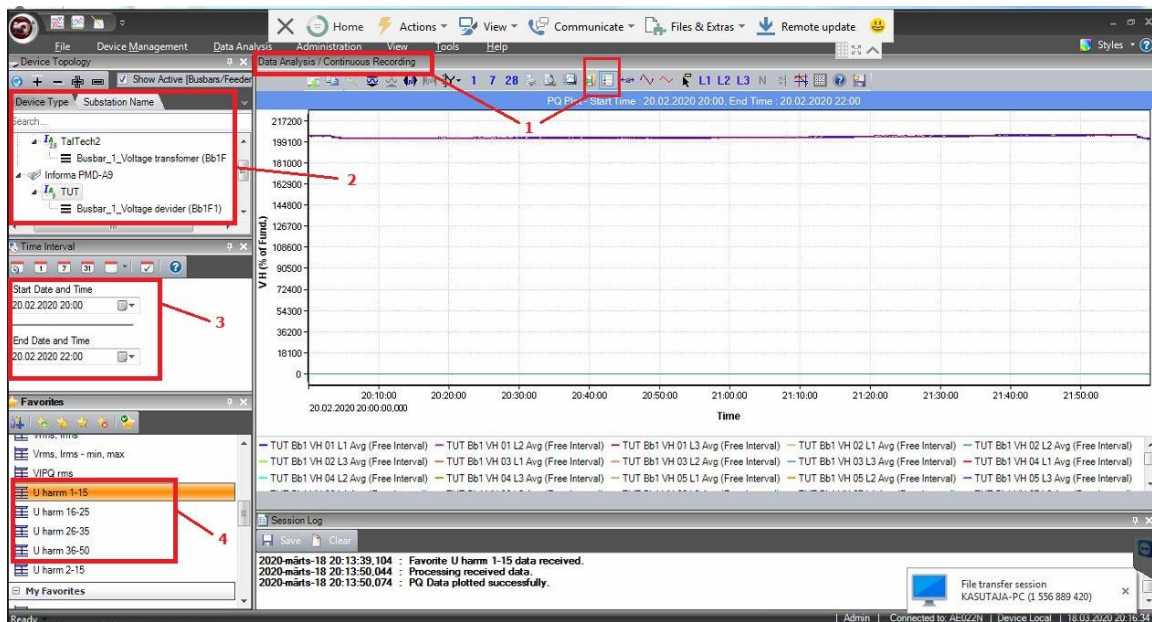 Home Actions View Communicate Files & Extras Remote update
File Device Management Data Analysis Administration View Tools Help
Styles
Device Topology
Data Analysis / Continuous Recording
Show Active [Busbars/Feeder
1 7 28 L1 L2 L3 N
Device Type Substation Name
PQ Plot - Start Time : 20.02.2020 20:00, End Time : 20.02.2020 22:00
Search...
TalTech2
Busbar_1_Voltage transfomer (Bb1F
Informa PMD-A9
TUT
Busbar_1_Voltage devider (Bb1F1)
1
2
Time Interval
1 7 31
Start Date and Time
20.02.2020 20:00
End Date and Time
20.02.2020 22:00
3
V H (% of Fund.)
217200
199100
181000
162900
144800
126700
108600
90500
72400
54300
36200
18100
0
20:10:00 20:20:00 20:30:00 20:40:00 20:50:00 21:00:00 21:10:00 21:20:00 21:30:00 21:40:00 21:50:00
20.02.2020 20:00:00,000
Time
Favorites
Vrms, Irms
Vrms, Irms - min, max
VIPQ rms
U harrm 1-15
U harm 16-25
U harm 26-35
U harm 36-50
U harm 2-15
My Favorites
4
TUT Bb1 VH 01 L1 Avg (Free Interval) TUT Bb1 VH 01 L2 Avg (Free Interval) TUT Bb1 VH 01 L3 Avg (Free Interval) TUT Bb1 VH 02 L1 Avg (Free Interval) TUT Bb1 VH 02 L2 Avg (Free Interval)
TUT Bb1 VH 02 L3 Avg (Free Interval) TUT Bb1 VH 03 L1 Avg (Free Interval) TUT Bb1 VH 03 L2 Avg (Free Interval) TUT Bb1 VH 03 L3 Avg (Free Interval) TUT Bb1 VH 04 L1 Avg (Free Interval)
TUT Bb1 VH 04 L2 Avg (Free Interval) TUT Bb1 VH 04 L3 Avg (Free Interval) TUT Bb1 VH 05 L1 Avg (Free Interval) TUT Bb1 VH 05 L2 Avg (Free Interval) TUT Bb1 VH 05 L3 Avg (Free Interval)
Session Log
Save Clear
2020-märts-18 20:13:39,104 : Favorite U harrm 1-15 data received.
2020-märts-18 20:13:50,044 : Processing received data.
2020-märts-18 20:13:50,074 : PQ Data plotted successfully.
File transfer session
KASUTAJA-PC (1 556 889 420)
Ready
Admin | Connected to: AE022N | Device Local | 18.03.2020 20:16:34